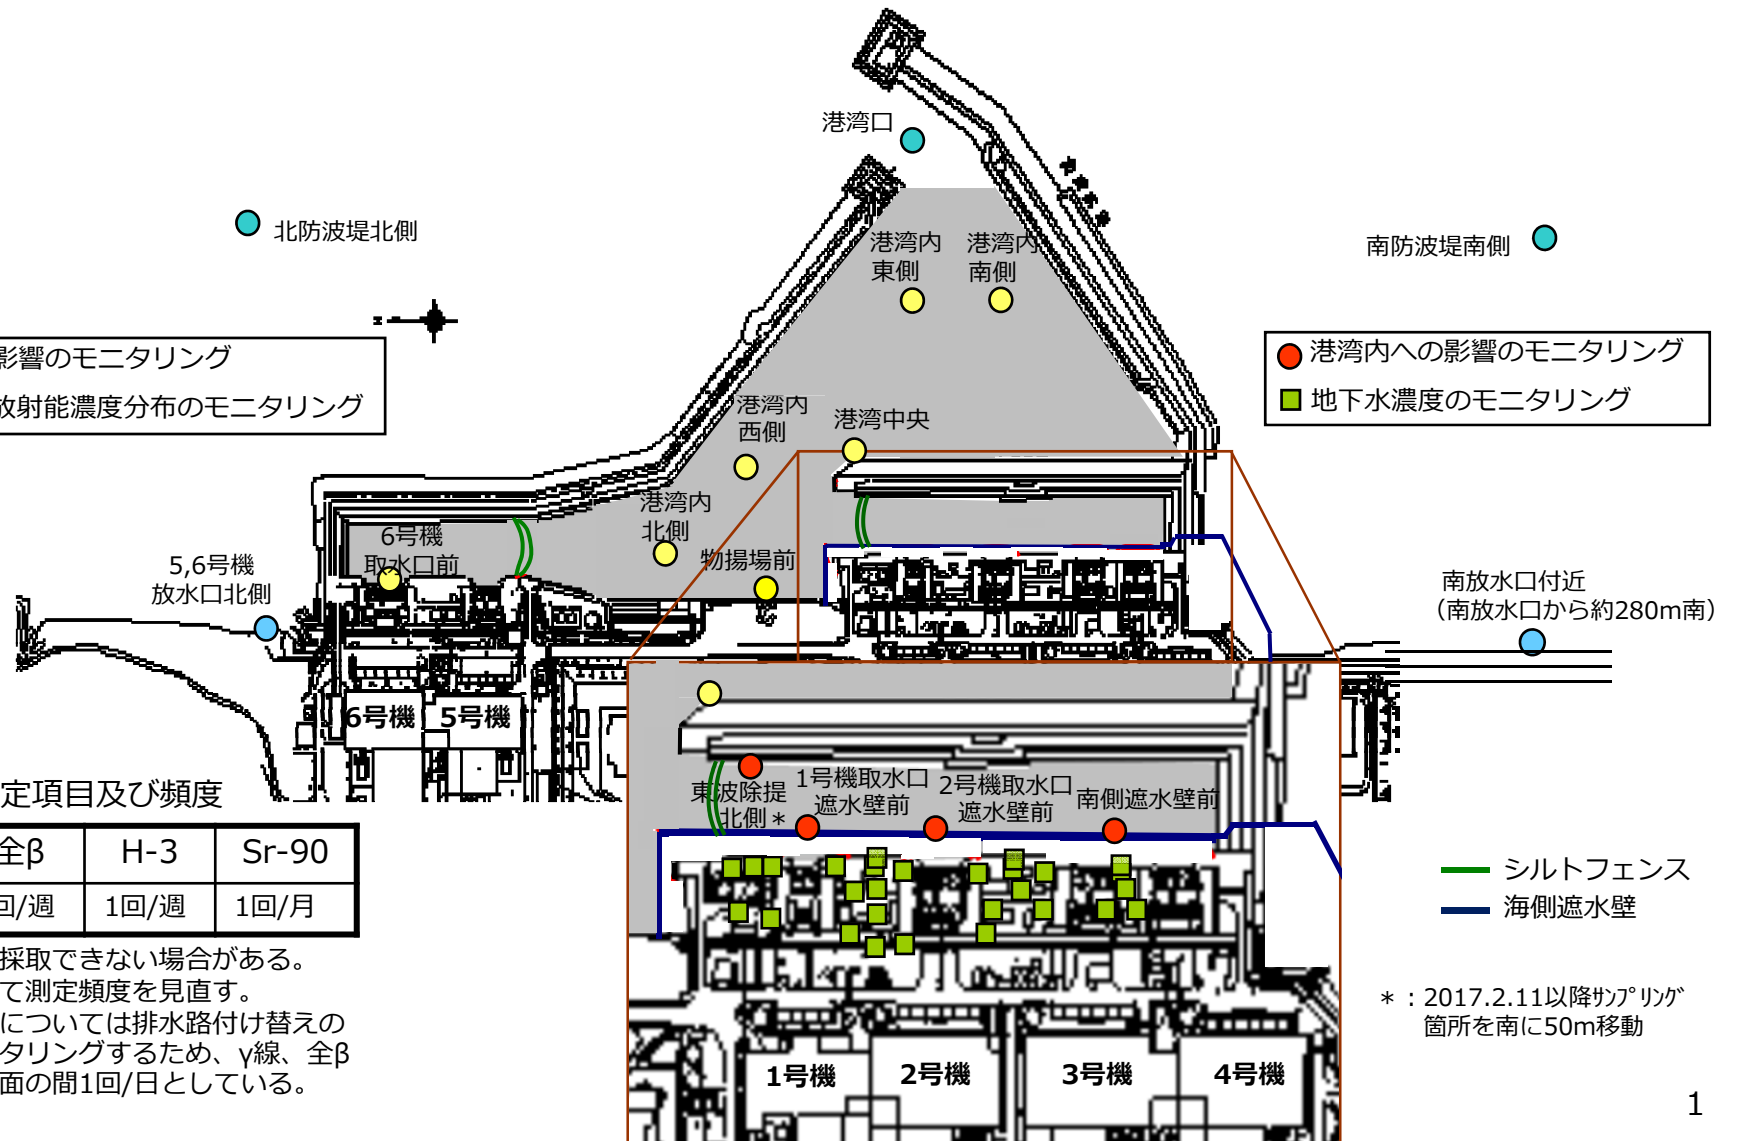 港湾口
北防波堤北側
南防波堤南側
港湾内
東側
港湾内
南側
影響のモニタリング
放射能濃度分布のモニタリング
港湾内への影響のモニタリング
地下水濃度のモニタリング
港湾内
西側
港湾中央
港湾内
北側
6号機
取水口前
物揚場前
5,6号機
放水口北側
南放水口付近
（南放水口から約280m南）
6号機
5号機
東波除堤
北側＊
1号機取水口
遮水壁前
2号機取水口
遮水壁前
南側遮水壁前
定項目及び頻度
全β H-3 Sr-90
回/週 1回/週 1回/月
採取できない場合がある。
て測定頻度を見直す。
については排水路付け替えの
タリングするため、γ線、全β
面の間1回/日としている。
シルトフェンス
海側遮水壁
＊：2017.2.11以降ｻﾝﾌﾟﾘﾝｸﾞ
箇所を南に50m移動
1号機
2号機
3号機
4号機
1